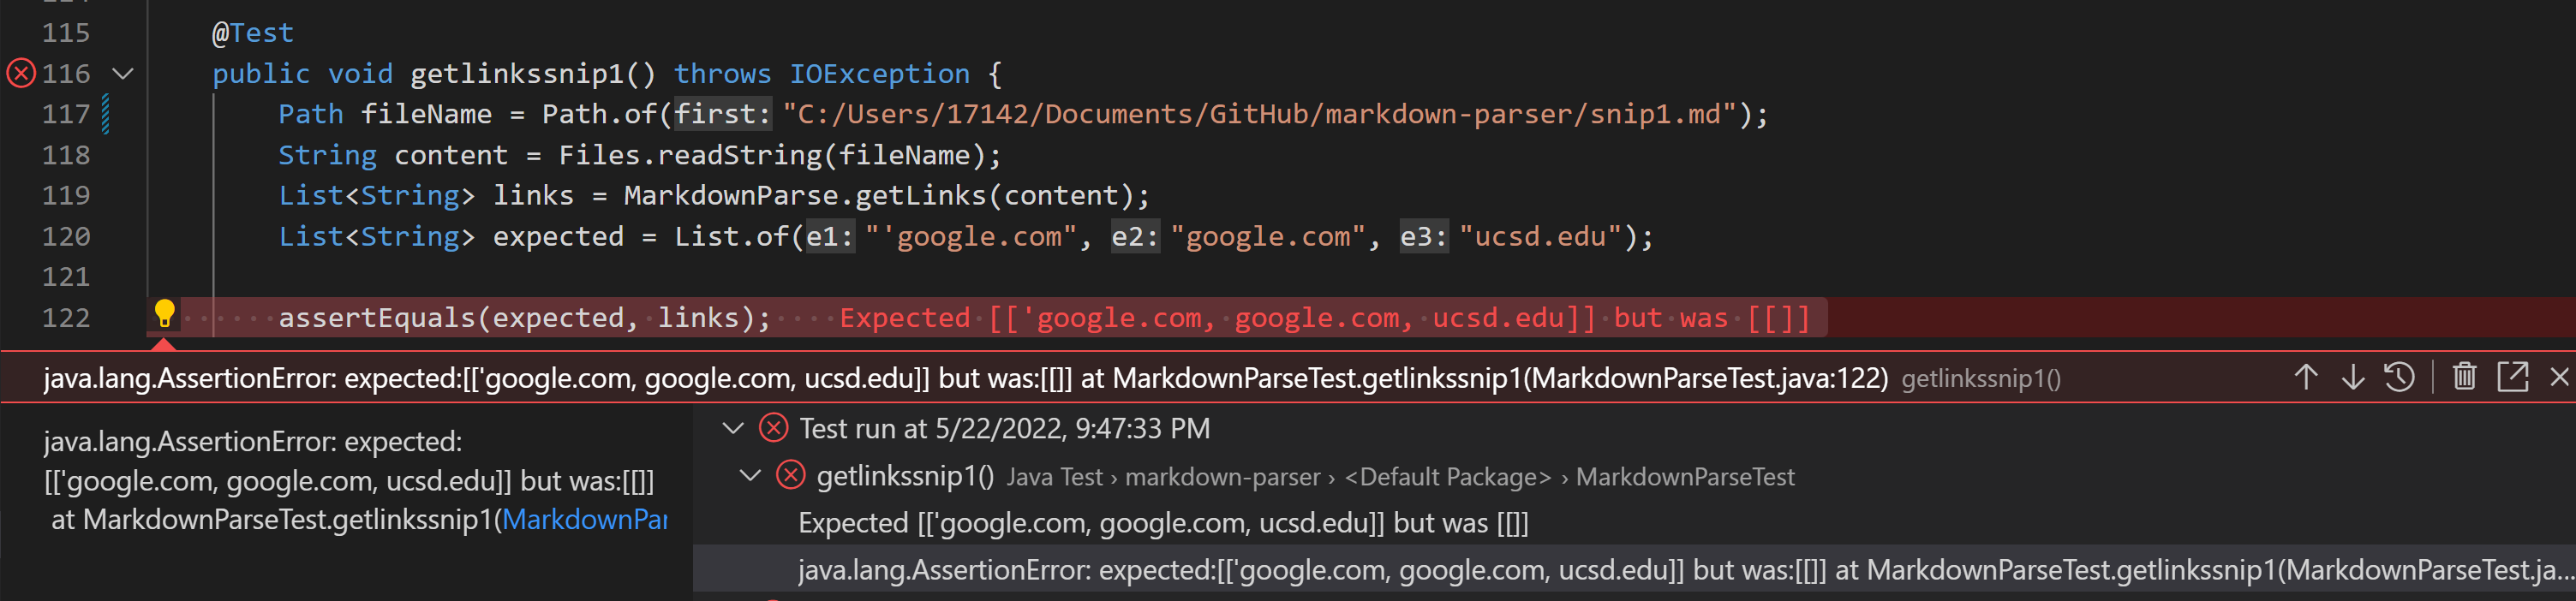 115 @Test
116 public void getlinkssnip1() throws IOException {
117 Path fileName = Path.of(first: "C:/Users/17142/Documents/GitHub/markdown-parser/snip1.md");
118 String content = Files.readString(fileName);
119 List<String> links = MarkdownParse.getLinks(content);
120 List<String> expected = List.of(e1: "'google.com", e2: "google.com", e3: "ucsd.edu");
121
122 assertEquals(expected, links); Expected [['google.com, google.com, ucsd.edu]] but was [[]]
java.lang.AssertionError: expected:[['google.com, google.com, ucsd.edu]] but was:[[]] at MarkdownParseTest.getlinkssnip1(MarkdownParseTest.java:122) getlinkssnip1()
java.lang.AssertionError: expected:
[['google.com, google.com, ucsd.edu]] but was:[[]]
at MarkdownParseTest.getlinkssnip1(MarkdownPar
Test run at 5/22/2022, 9:47:33 PM
getlinkssnip1() Java Test › markdown-parser › <Default Package> › MarkdownParseTest
Expected [['google.com, google.com, ucsd.edu]] but was [[]]
java.lang.AssertionError: expected:[['google.com, google.com, ucsd.edu]] but was:[[]] at MarkdownParseTest.getlinkssnip1(MarkdownParseTest.ja...